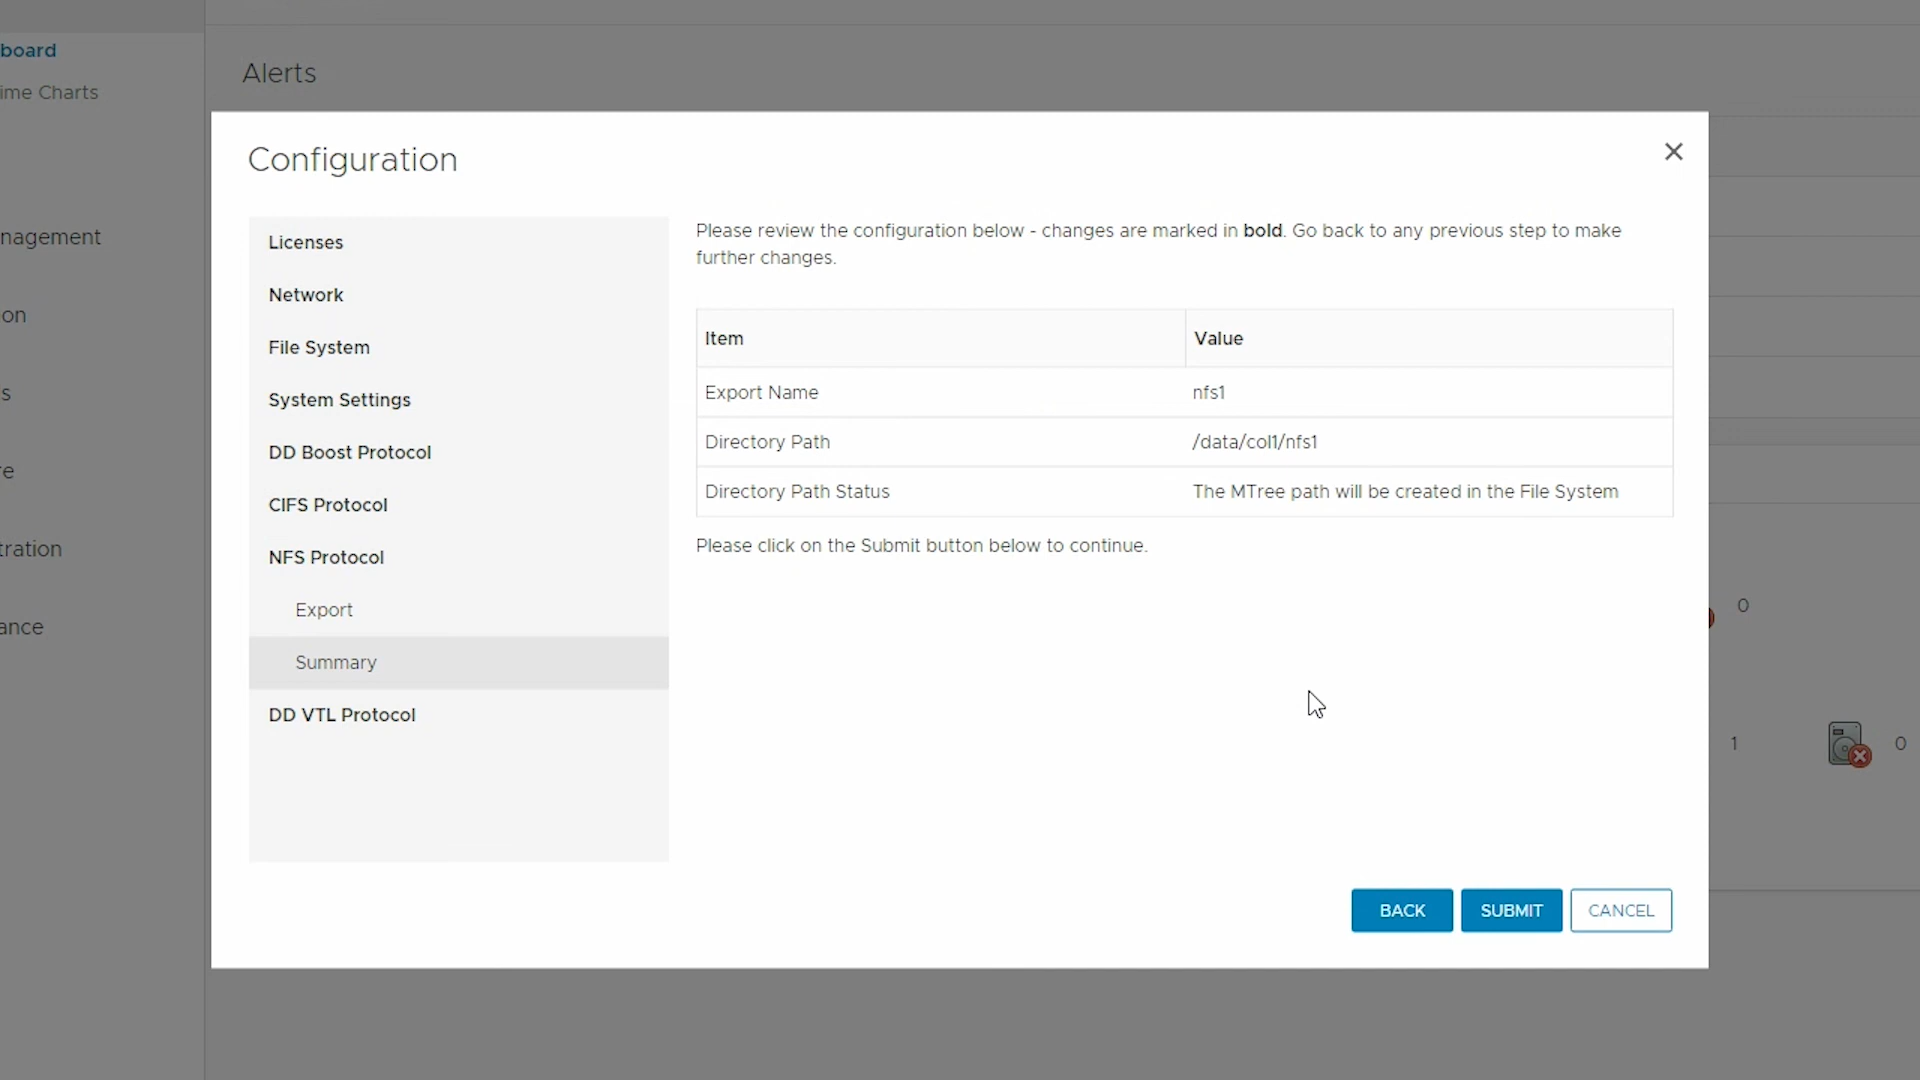 board
ime Charts
nagement
on
s
re
tration
ance
Alerts
Configuration
Licenses
Network
File System
System Settings
DD Boost Protocol
CIFS Protocol
NFS Protocol
Export
Summary
DD VTL Protocol
Please review the configuration below - changes are marked in bold. Go back to any previous step to make
further changes.
Item Value
Export Name nfs1
Directory Path /data/col1/nfs1
Directory Path Status The MTree path will be created in the File System
Please click on the Submit button below to continue.
BACK SUBMIT CANCEL
0
1 0